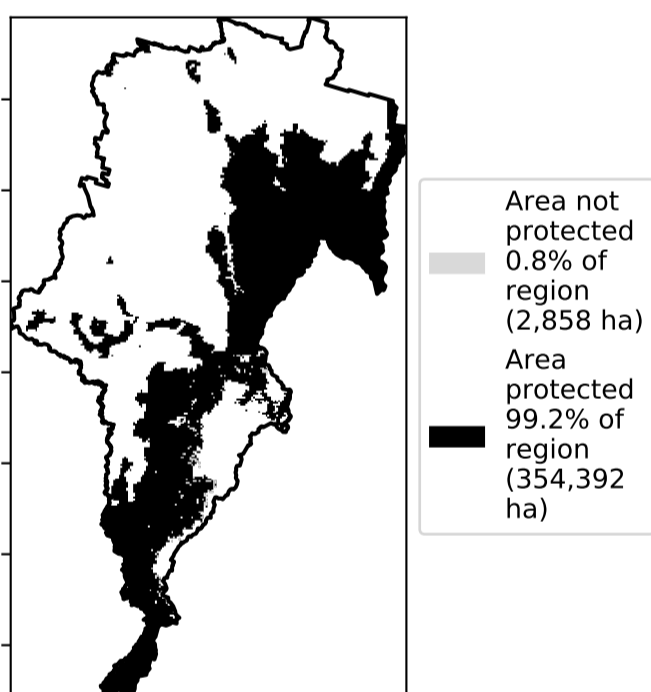 Area not
protected
0.8% of
region
(2,858 ha)
Area
protected
99.2% of
region
(354,392
ha)